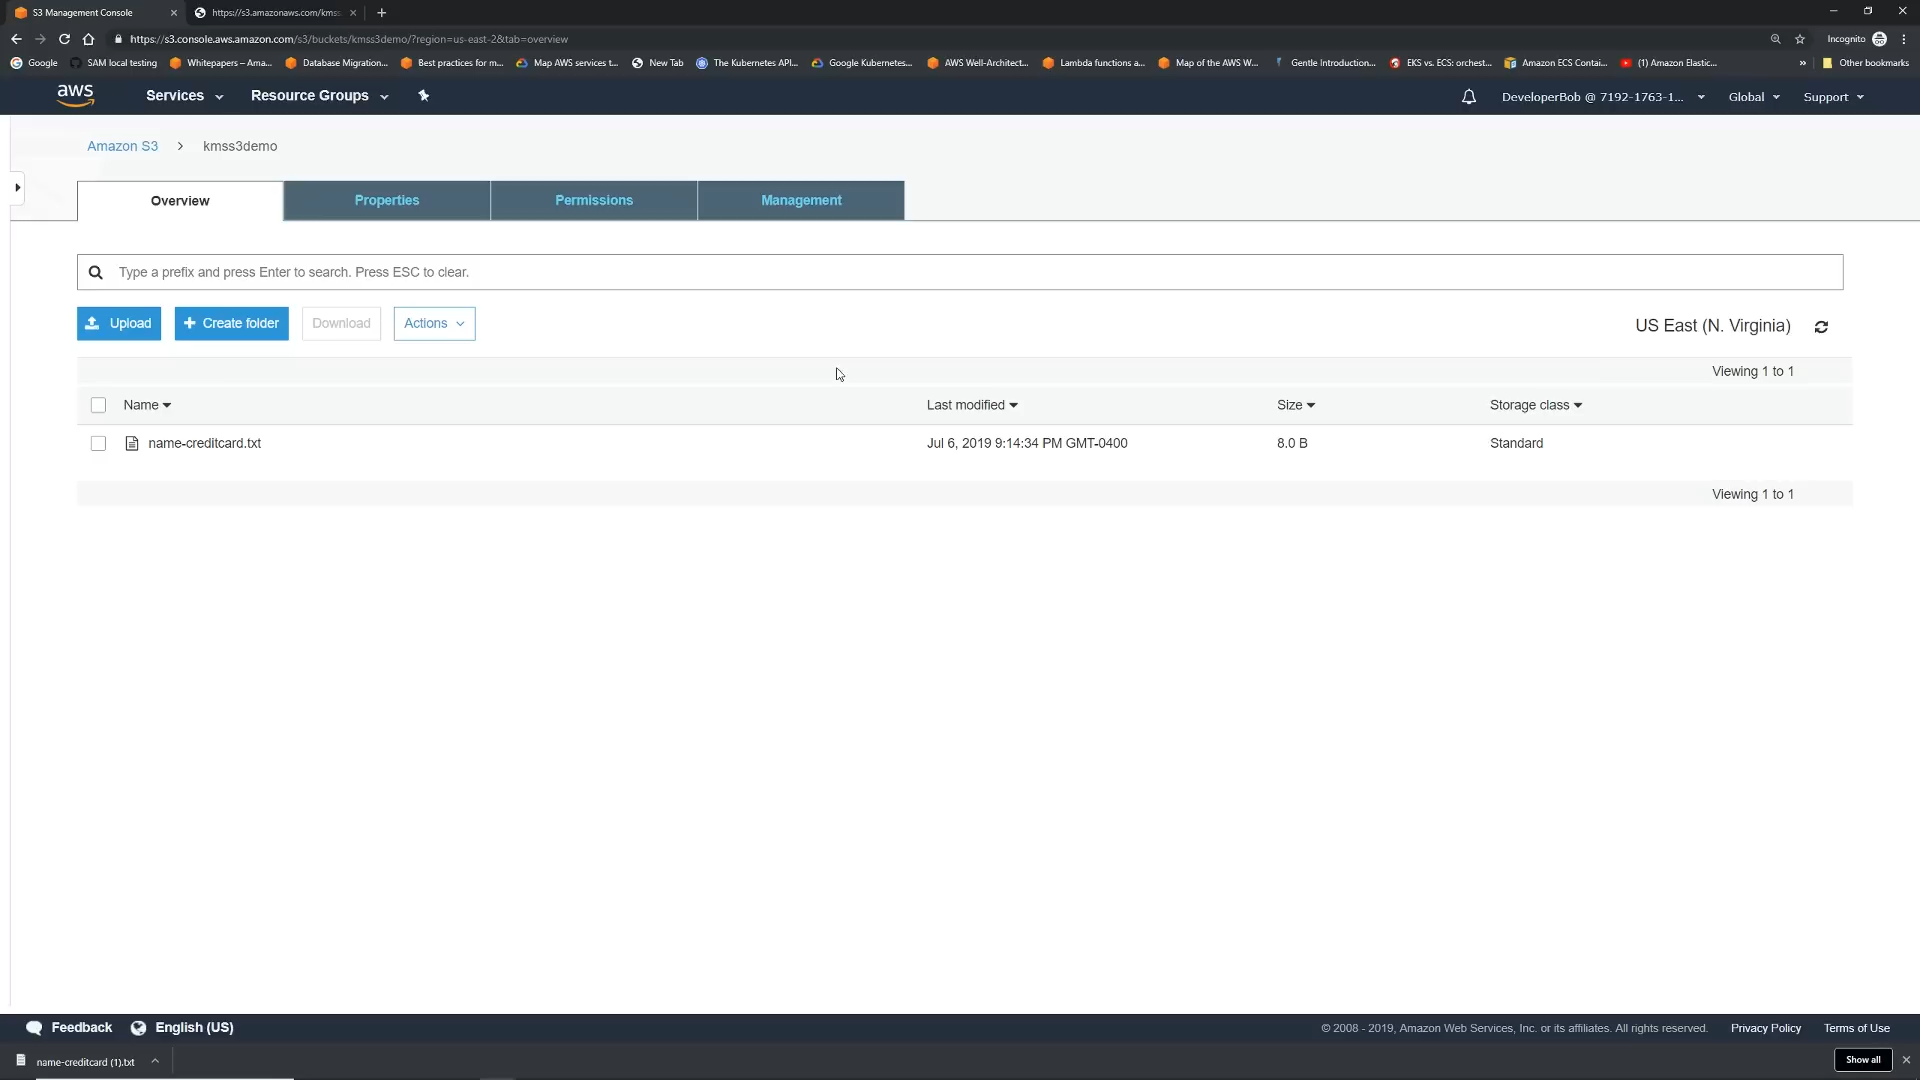 S3 Management Console
https://s3.amazonaws.com/kmss
https://s3.console.aws.amazon.com/s3/buckets/kmss3demo/?region=us-east-2&tab=overview
Incognito
Google SAM local testing Whitepapers – Ama... Database Migration... Best practices for m... Map AWS services t... New Tab The Kubernetes API... Google Kubernetes... AWS Well-Architect... Lambda functions a... Map of the AWS W... Gentle Introduction... EKS vs. ECS: orchest... Amazon ECS Contai... (1) Amazon Elastic... » Other bookmarks
aws Services Resource Groups DeveloperBob @ 7192-1763-1... Global Support
Amazon S3 > kmss3demo
Overview Properties Permissions Management
Type a prefix and press Enter to search. Press ESC to clear.
Upload + Create folder Download Actions US East (N. Virginia)
Viewing 1 to 1
Name Last modified Size Storage class
name-creditcard.txt Jul 6, 2019 9:14:34 PM GMT-0400 8.0 B Standard
Viewing 1 to 1
Feedback English (US) © 2008 - 2019, Amazon Web Services, Inc. or its affiliates. All rights reserved. Privacy Policy Terms of Use
name-creditcard (1).txt Show all